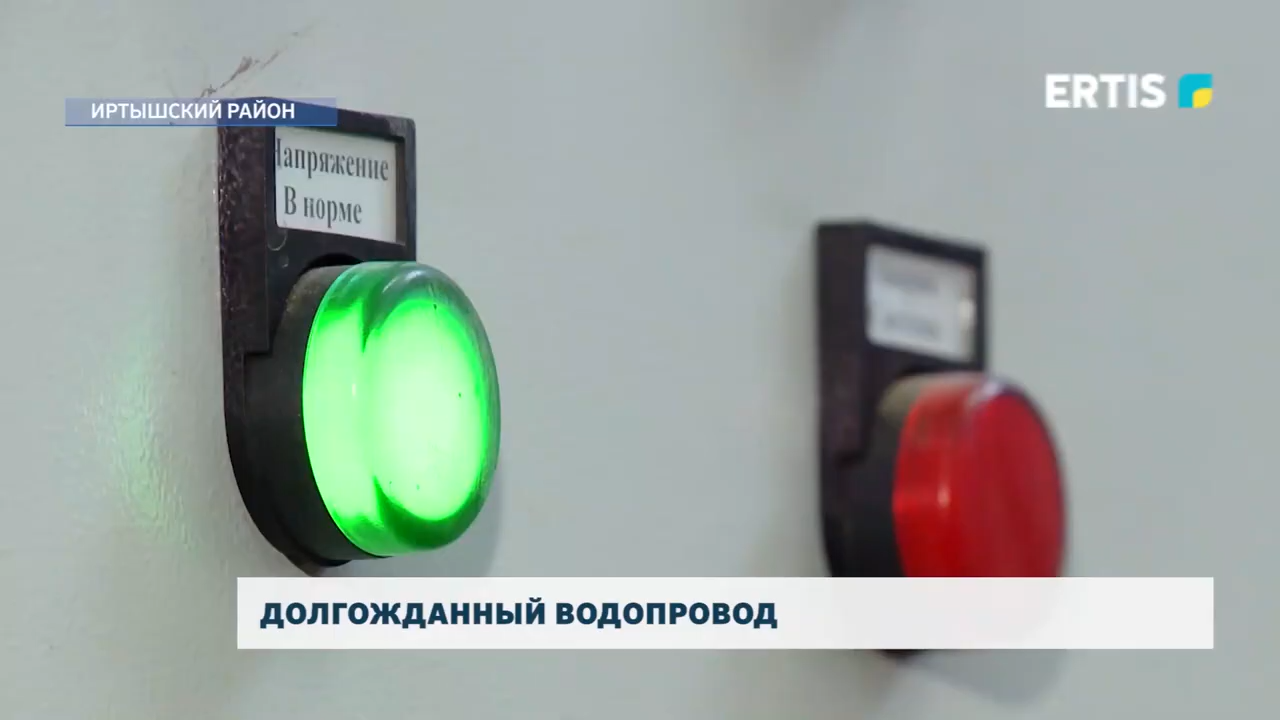 ИРТЫШСКИЙ РАЙОН
ERTIS
Напряжение
В норме
ДОЛГОЖДАННЫЙ ВОДОПРОВОД